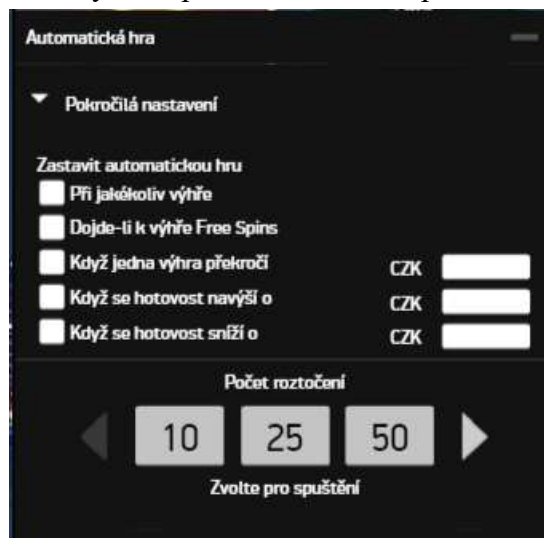 Automatická hra
Pokročilá nastavení
Zastavit automatickou hru
Při jakékoliv výhře
Dojde-li k výhře Free Spins
Když jedna výhra překročí CZK
Když se hotovost navýší o CZK
Když se hotovost sníží o CZK
Počet roztočení
10 25 50
Zvolte pro spuštění